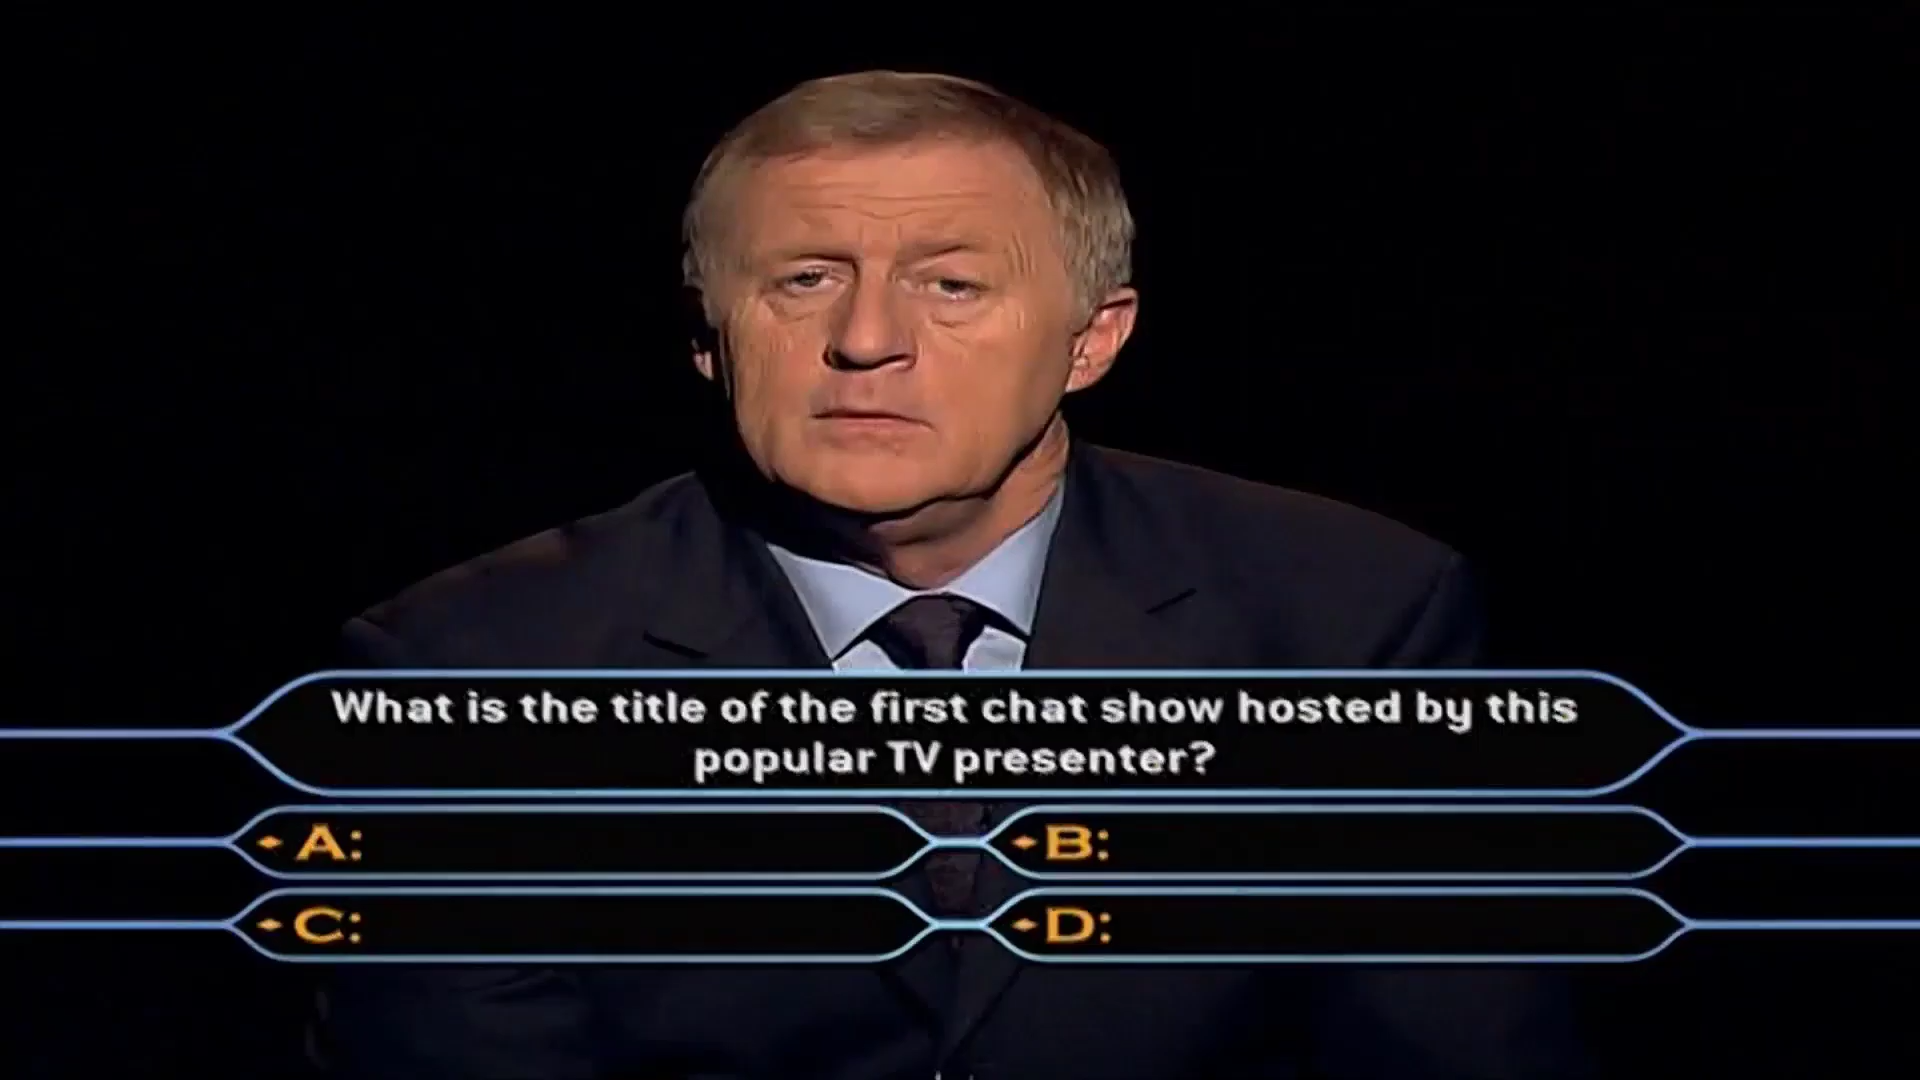 What is the title of the first chat show hosted by this
popular TV presenter?
A:
B:
C:
D: